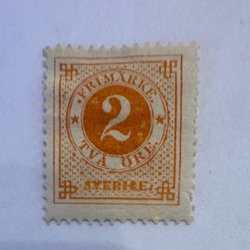 FRIMÄRKE
2
TVÅ ÖRE.
SVERIGE.